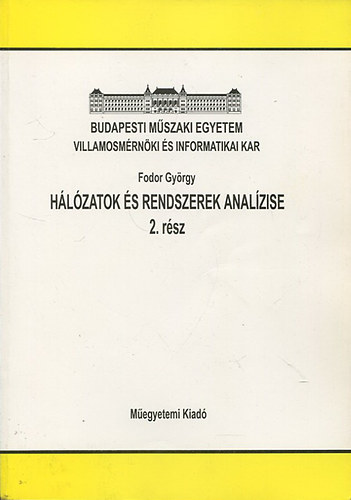 BUDAPESTI MŰSZAKI EGYETEM
VILLAMOSMÉRNÖKI ÉS INFORMATIKAI KAR
Fodor György
HÁLÓZATOK ÉS RENDSZEREK ANALÍZISE
2. rész
Műegyetemi Kiadó